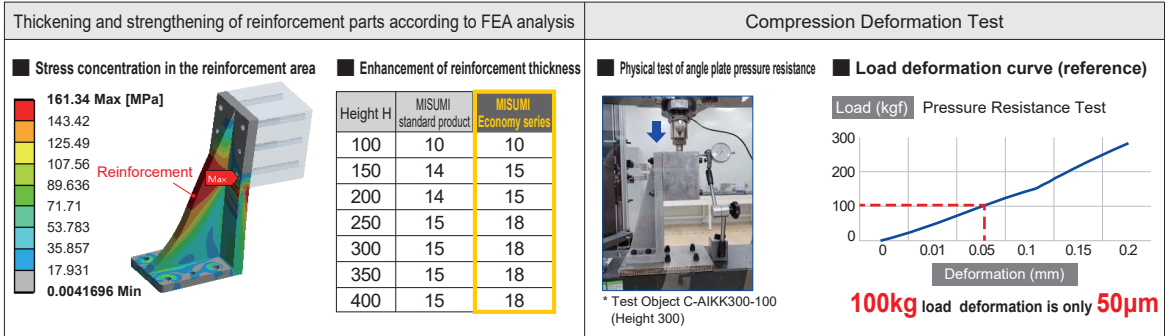 Thickening and strengthening of reinforcement parts according to FEA analysis
Compression Deformation Test
Stress concentration in the reinforcement area
161.34 Max [MPa]
143.42
125.49
107.56
89.636
71.71
53.783
35.857
17.931
0.0041696 Min
Reinforcement
Max
Enhancement of reinforcement thickness
Height H MISUMI standard product MISUMI Economy series
100 10 10
150 14 15
200 14 15
250 15 18
300 15 18
350 15 18
400 15 18
Physical test of angle plate pressure resistance
* Test Object C-AIKK300-100
(Height 300)
Load deformation curve (reference)
Load (kgf) Pressure Resistance Test
300
200
100
0
0 0.01 0.05 0.1 0.15 0.2
Deformation (mm)
100kg load deformation is only 50μm